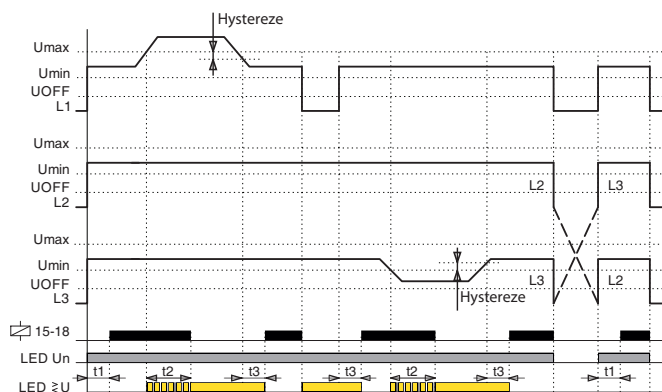 Hystereze
Umax
Umin
UOFF
L1
Umax
Umin
UOFF
L2
L2
L3
Umax
Umin
UOFF
L3
L3
L2
Hystereze
15-18
LED Un
t1
t2
t3
t3
t2
t3
t1
LED ≷U